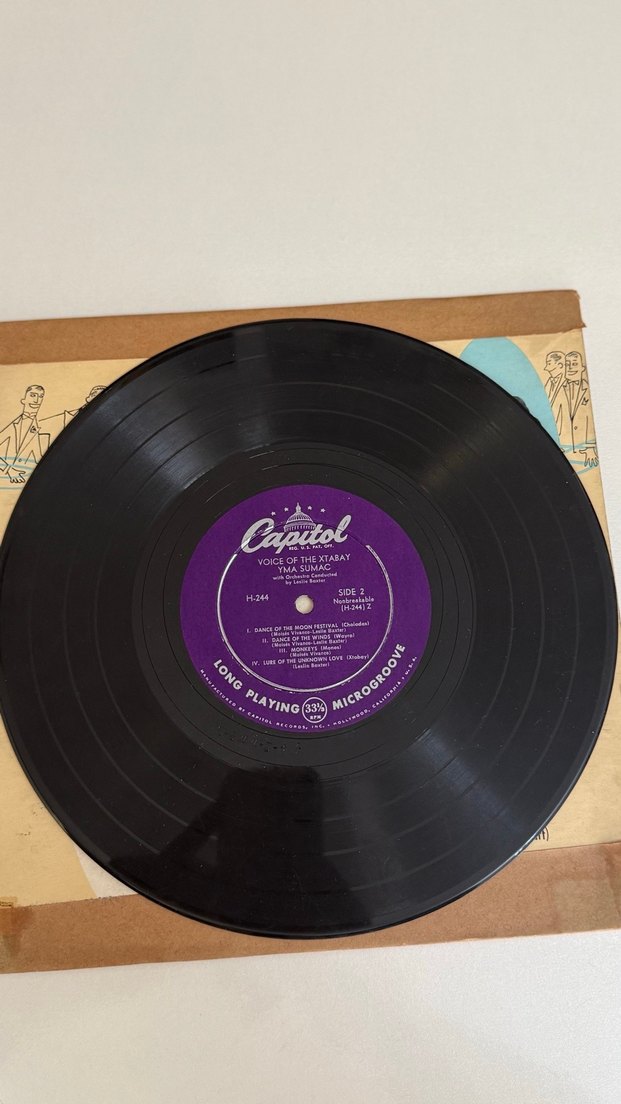 Capitol
REG. U.S. PAT. OFF.
VOICE OF THE XTABAY
YMA SUMAC
with Orchestra Conducted
by Leslie Baxter
H-244
SIDE 2
Nonbreakable
(H-244) Z
I. DANCE OF THE MOON FESTIVAL (Choladas)
(Moises Vivanco-Leslie Baxter)
II. DANCE OF THE WINDS (Wayra)
(Moises Vivanco-Leslie Baxter)
III. MONKEYS (Monos)
(Moises Vivanco)
IV. LURE OF THE UNKNOWN LOVE (Xtabay)
(Leslie Baxter)
LONG PLAYING 33⅓ RPM MICROGROOVE
MANUFACTURED BY CAPITOL RECORDS, INC. • HOLLYWOOD, CALIFORNIA • U.S.A.